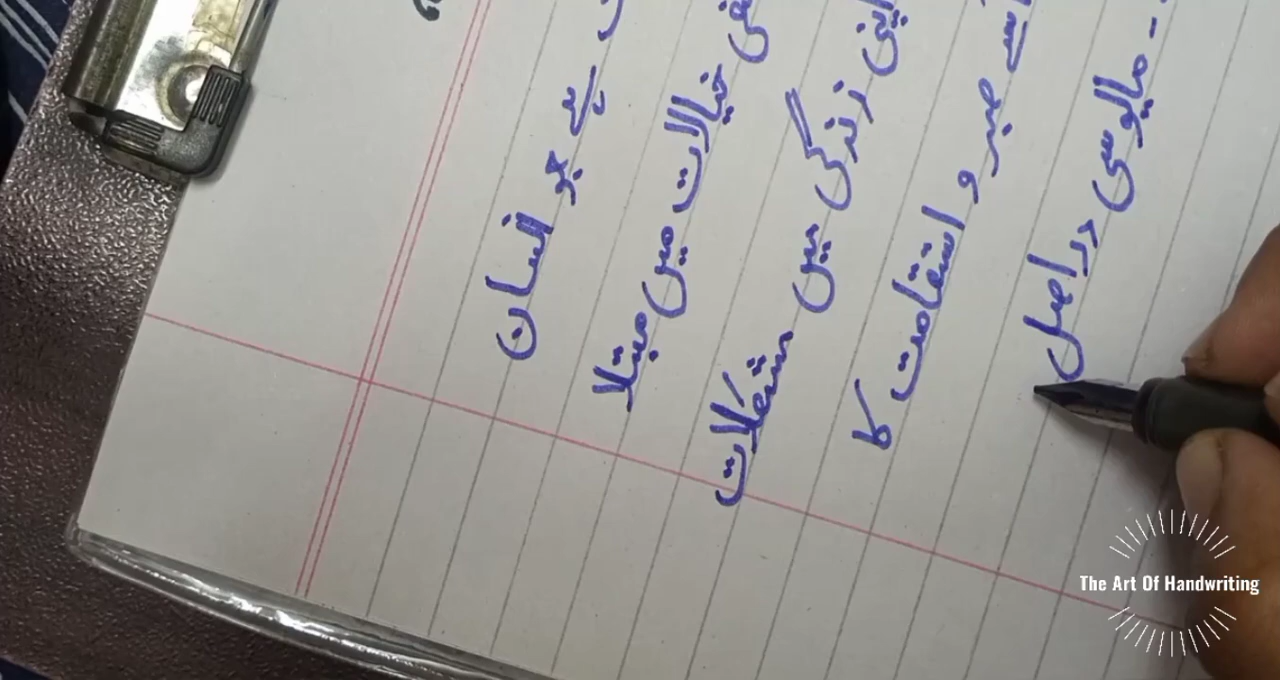 ہے جو انسان
خیالات میں مبتلا
اپنی زندگی میں مشکلات
اسے صبر و استقامت کا
۔ مایوسی دراصل
The Art Of Handwriting